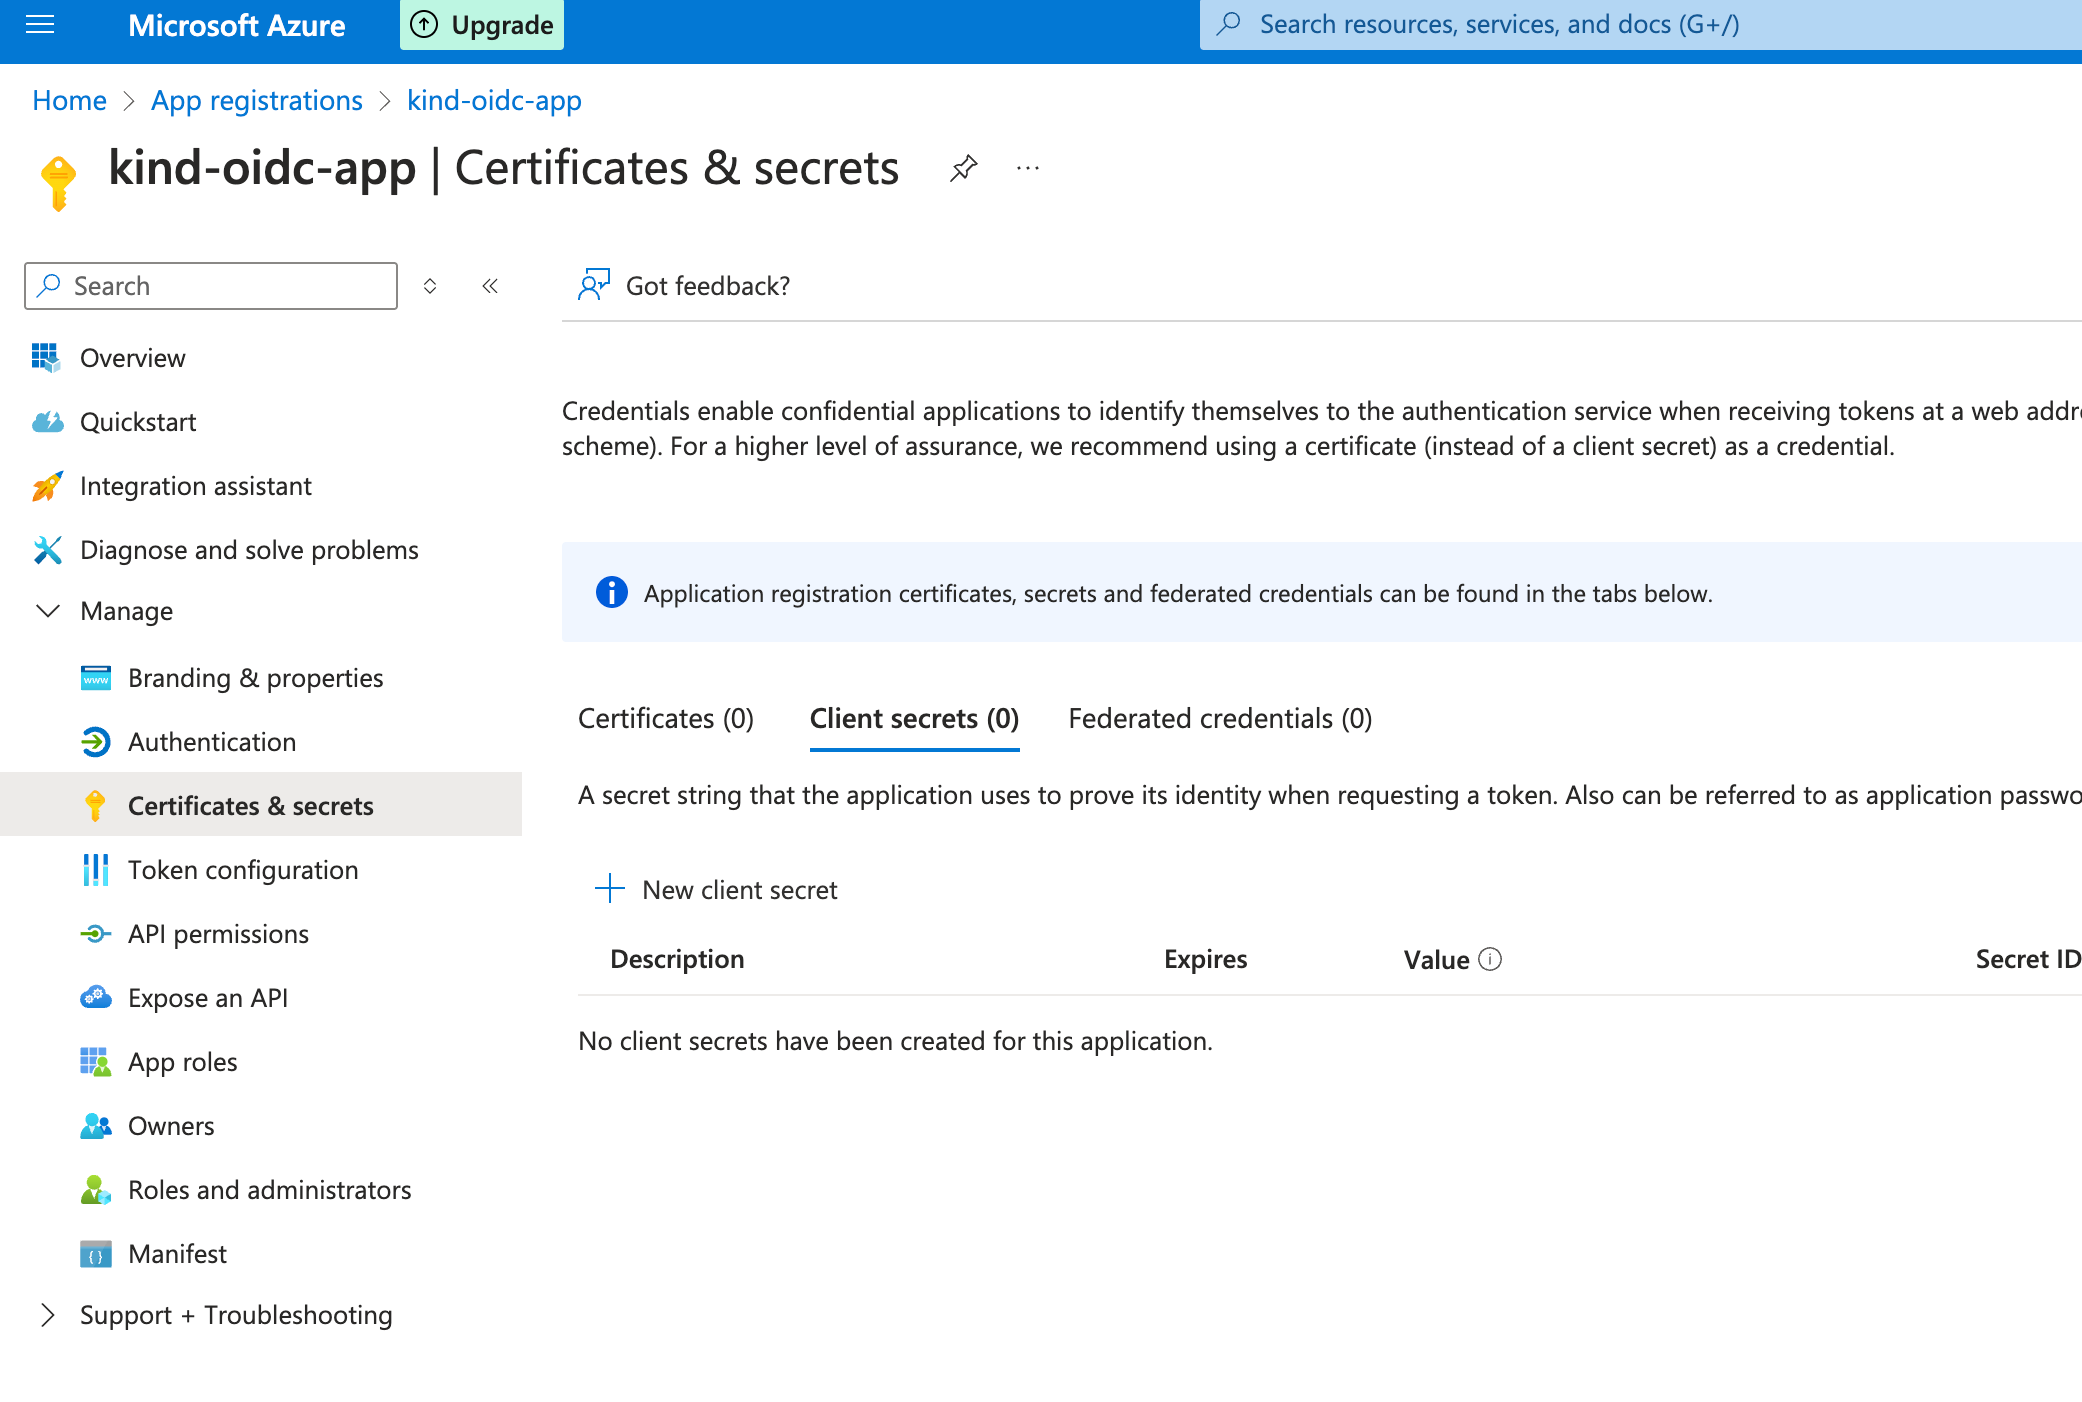 Microsoft Azure
Upgrade
Search resources, services, and docs (G+/)
Home > App registrations > kind-oidc-app
kind-oidc-app | Certificates & secrets
Search
Got feedback?
Overview
Quickstart
Integration assistant
Diagnose and solve problems
Manage
Branding & properties
Authentication
Certificates & secrets
Token configuration
API permissions
Expose an API
App roles
Owners
Roles and administrators
Manifest
Support + Troubleshooting
Credentials enable confidential applications to identify themselves to the authentication service when receiving tokens at a web addr
scheme). For a higher level of assurance, we recommend using a certificate (instead of a client secret) as a credential.
Application registration certificates, secrets and federated credentials can be found in the tabs below.
Certificates (0) Client secrets (0) Federated credentials (0)
A secret string that the application uses to prove its identity when requesting a token. Also can be referred to as application passwo
New client secret
Description Expires Value Secret ID
No client secrets have been created for this application.